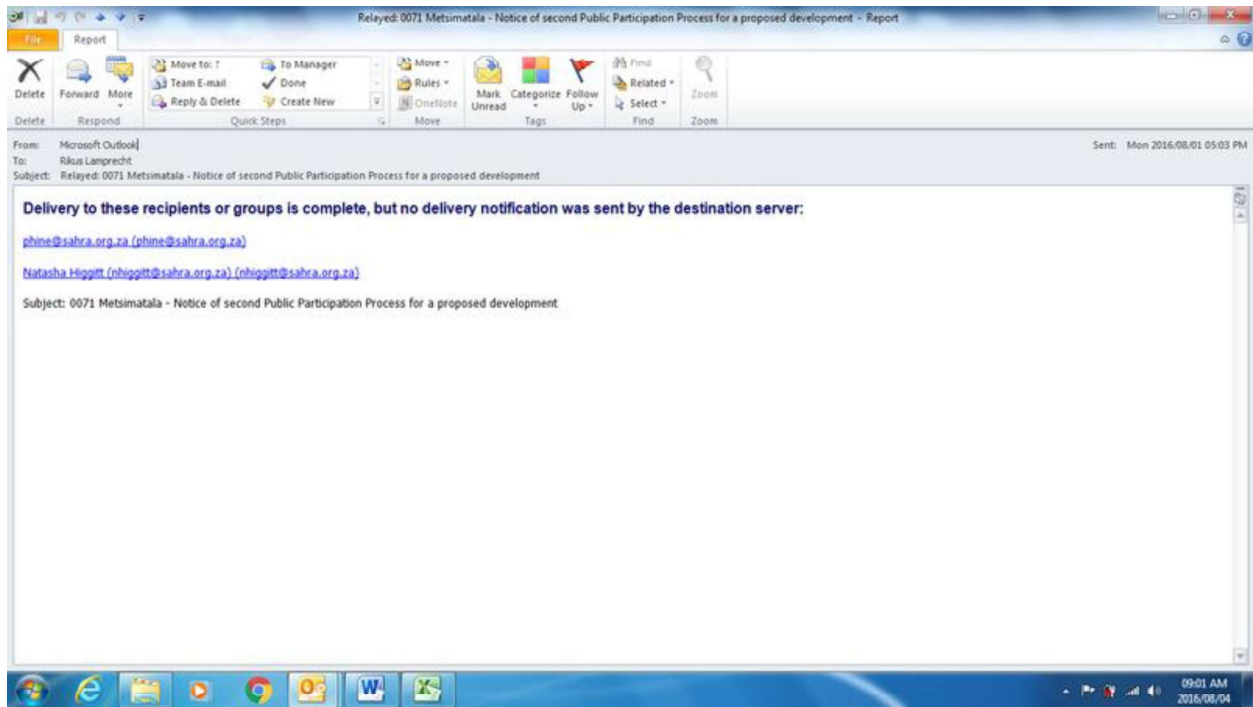 Relayed: 0071 Metsimatala - Notice of second Public Participation Process for a proposed development - Report
File Report
Move to: ? To Manager Move Find
Team E-mail Done Rules Related
Delete Forward More Reply & Delete Create New OneNote Mark Unread Categorize Follow Up Select Zoom
Delete Respond Quick Steps Move Tags Find Zoom
From: Microsoft Outlook Sent: Mon 2016/08/01 05:03 PM
To: Rikus Lamprecht
Subject: Relayed: 0071 Metsimatala - Notice of second Public Participation Process for a proposed development
Delivery to these recipients or groups is complete, but no delivery notification was sent by the destination server:
phine@sahra.org.za (phine@sahra.org.za)
Natasha Higgitt (nhiggitt@sahra.org.za) (nhiggitt@sahra.org.za)
Subject: 0071 Metsimatala - Notice of second Public Participation Process for a proposed development
09:01 AM
2016/08/04